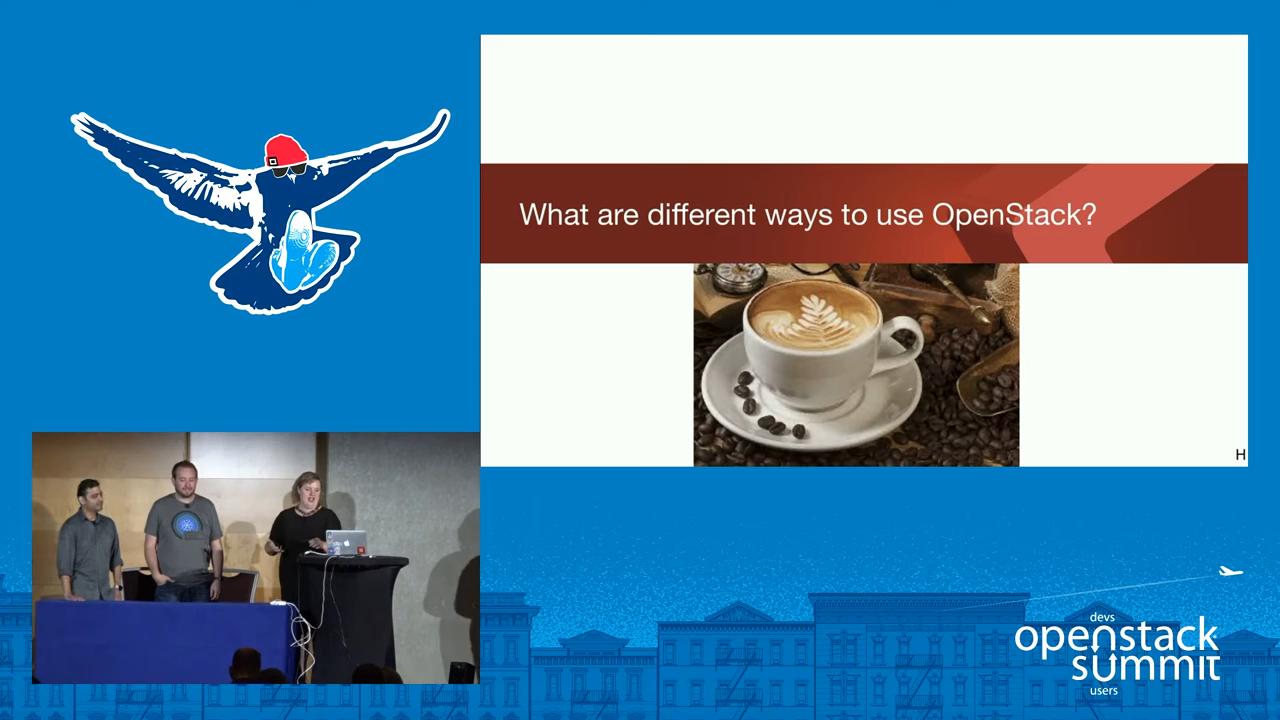 What are different ways to use OpenStack?
H
devs
openstack
summit
users